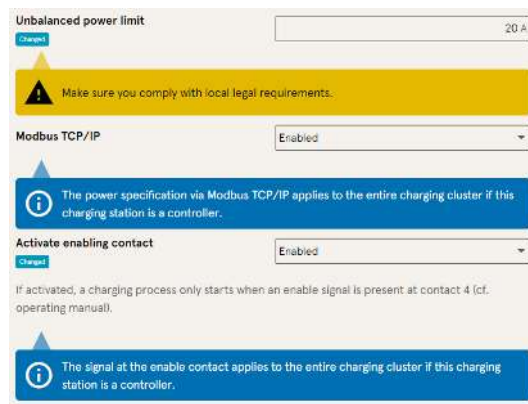 Unbalanced power limit
20 A
Changed
Make sure you comply with local legal requirements.
Modbus TCP/IP
Enabled
The power specification via Modbus TCP/IP applies to the entire charging cluster if this
charging station is a controller.
Activate enabling contact
Enabled
Changed
If activated, a charging process only starts when an enable signal is present at contact 4 (cf.
operating manual).
The signal at the enable contact applies to the entire charging cluster if this charging
station is a controller.